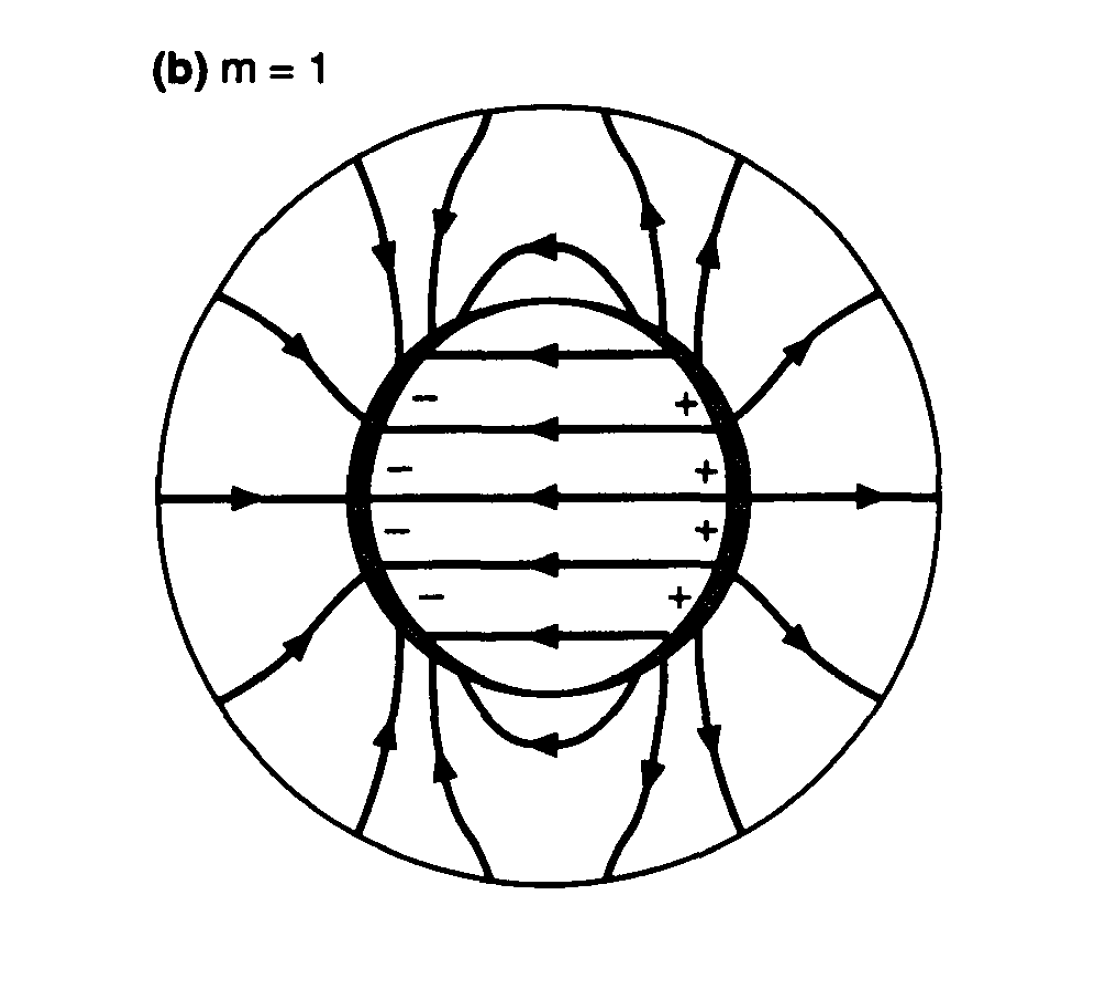 (b) m = 1
− +
− +
− +
− +